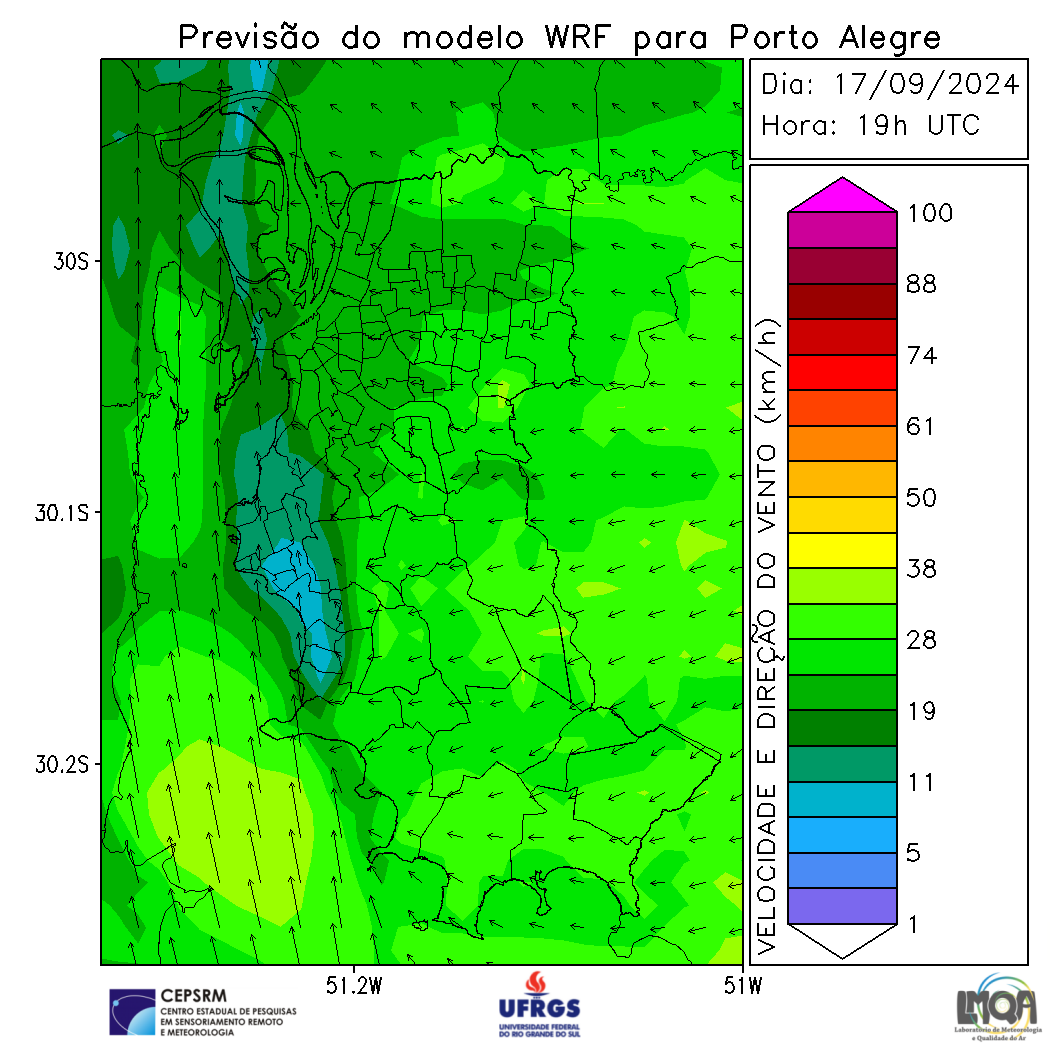 Previsão do modelo WRF para Porto Alegre
Dia: 17/09/2024
Hora: 19h UTC
30S
30.1S
30.2S
51.2W
51W
VELOCIDADE E DIREÇÃO DO VENTO (km/h)
100
88
74
61
50
38
28
19
11
5
1
CEPSRM
CENTRO ESTADUAL DE PESQUISAS
EM SENSORIAMENTO REMOTO
E METEOROLOGIA
UFRGS
UNIVERSIDADE FEDERAL
DO RIO GRANDE DO SUL
LMQA
Laboratório de Meteorologia
e Qualidade do Ar